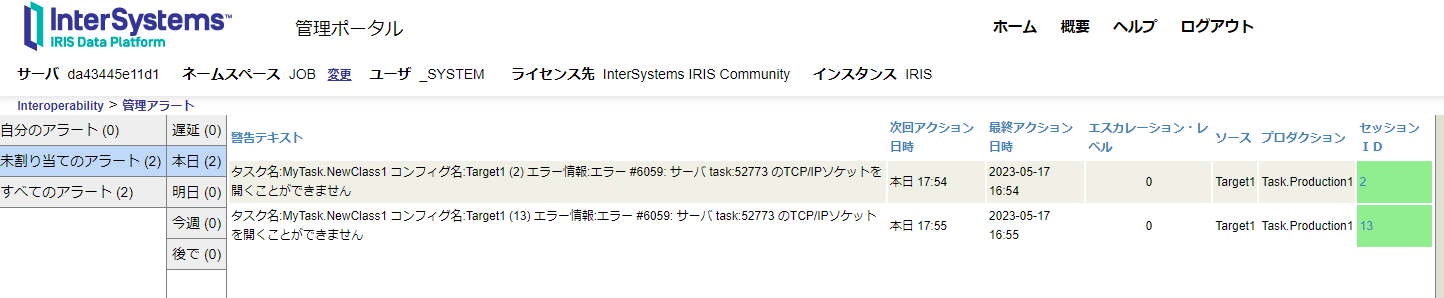 InterSystems™
IRIS Data Platform
管理ポータル
ホーム 概要 ヘルプ ログアウト
サーバ da43445e11d1 ネームスペース JOB 変更 ユーザ _SYSTEM ライセンス先 InterSystems IRIS Community インスタンス IRIS
Interoperability > 管理アラート
自分のアラート (0)
未割り当てのアラート (2)
すべてのアラート (2)
遅延 (0)
本日 (2)
明日 (0)
今週 (0)
後で (0)
警告テキスト
次回アクション
日時
最終アクション
日時
エスカレーション・レ
ベル
ソース
プロダクション
セッション
ＩＤ
タスク名:MyTask.NewClass1 コンフィグ名:Target1 (2) エラー情報:エラー #6059: サーバ task:52773 のTCP/IPソケットを
開くことができません
本日 17:54
2023-05-17
16:54
0
Target1
Task.Production1
2
タスク名:MyTask.NewClass1 コンフィグ名:Target1 (13) エラー情報:エラー #6059: サーバ task:52773 のTCP/IPソケット
を開くことができません
本日 17:55
2023-05-17
16:55
0
Target1
Task.Production1
13